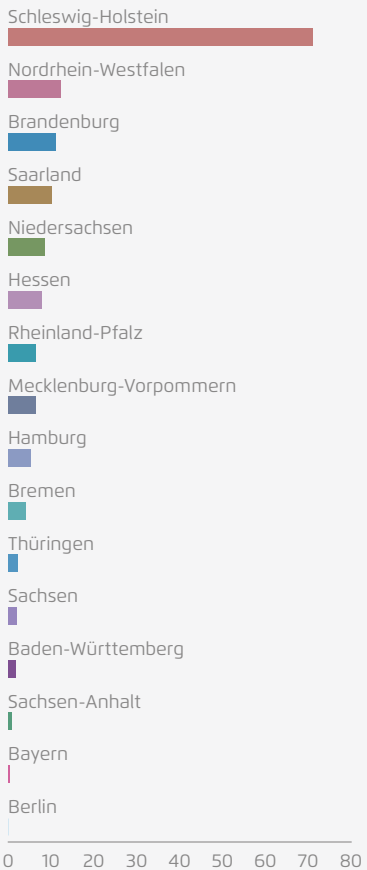 Schleswig-Holstein
Nordrhein-Westfalen
Brandenburg
Saarland
Niedersachsen
Hessen
Rheinland-Pfalz
Mecklenburg-Vorpommern
Hamburg
Bremen
Thüringen
Sachsen
Baden-Württemberg
Sachsen-Anhalt
Bayern
Berlin
0 10 20 30 40 50 60 70 80